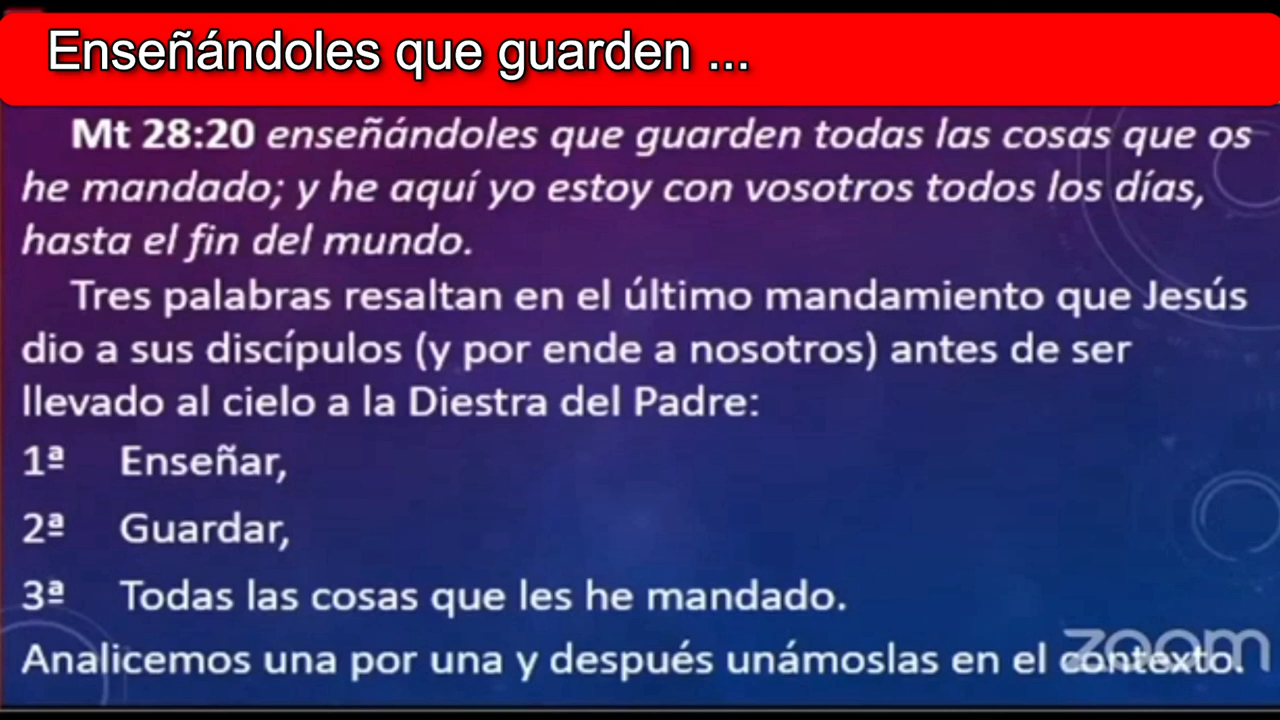 Enseñándoles que guarden ...
Mt 28:20 enseñándoles que guarden todas las cosas que os
he mandado; y he aquí yo estoy con vosotros todos los días,
hasta el fin del mundo.
Tres palabras resaltan en el último mandamiento que Jesús
dio a sus discípulos (y por ende a nosotros) antes de ser
llevado al cielo a la Diestra del Padre:
1ª Enseñar,
2ª Guardar,
3ª Todas las cosas que les he mandado.
Analicemos una por una y después unámoslas en el contexto.
zoom